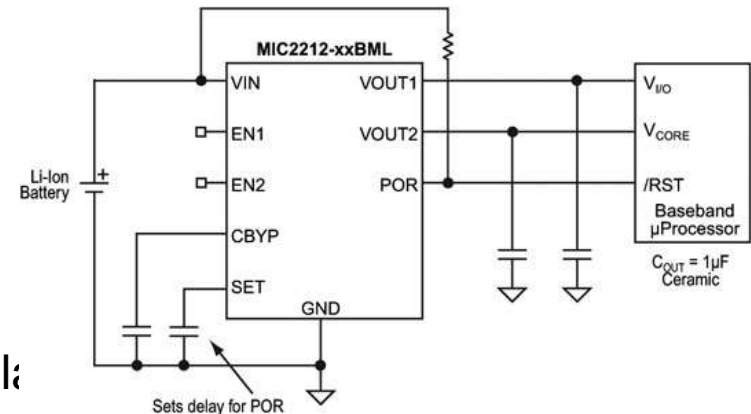 MIC2212-xxBML
VIN
VOUT1
V_I/O
EN1
VOUT2
V_CORE
EN2
POR
/RST
Li-Ion
Battery
+
Baseband
µProcessor
CBYP
SET
C_OUT = 1µF
Ceramic
GND
Sets delay for POR